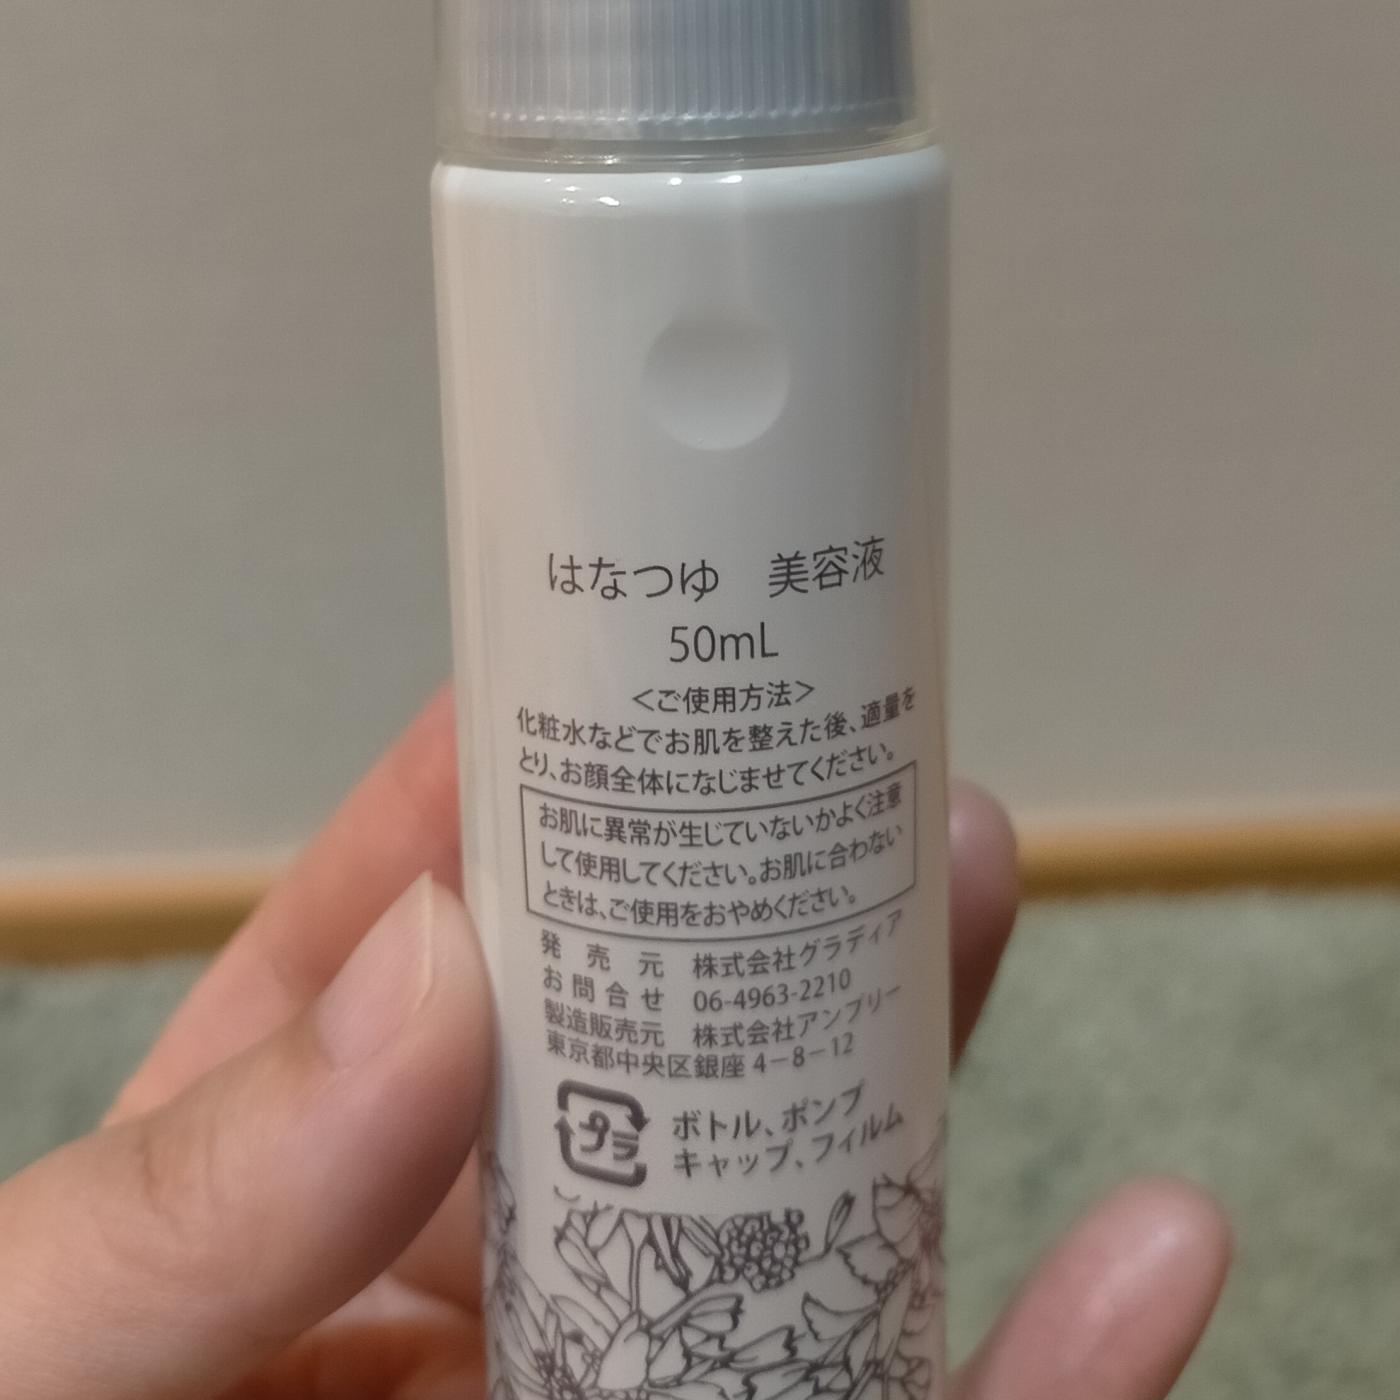 はなつゆ　美容液
50mL
＜ご使用方法＞
化粧水などでお肌を整えた後、適量を
とり、お顔全体になじませてください。
お肌に異常が生じていないかよく注意
して使用してください。お肌に合わない
ときは、ご使用をおやめください。
発売元　株式会社グラディア
お問合せ　06-4963-2210
製造販売元　株式会社アンブリー
東京都中央区銀座 4－8－12
プラ　ボトル、ポンプ
キャップ、フィルム